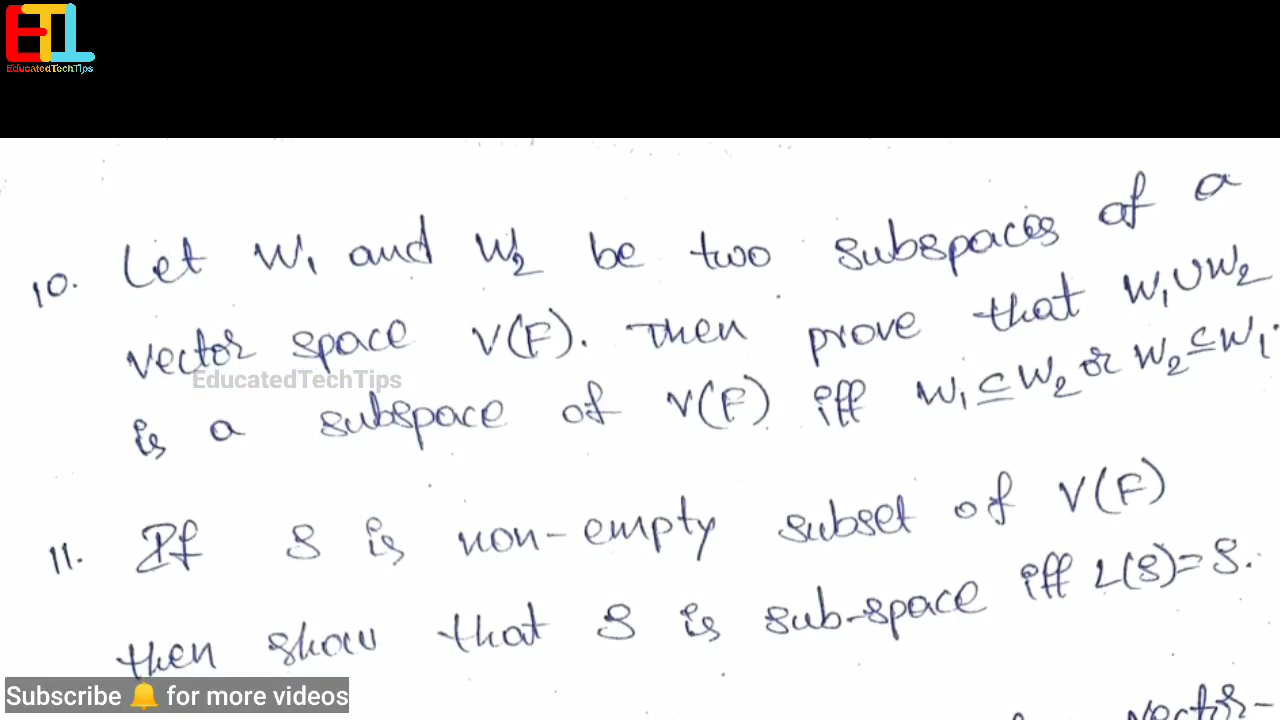 ETT
EducatedTechTips
10. Let W₁ and W₂ be two subspaces of a
vector space V(F). Then prove that W₁∪W₂
is a subspace of V(F) iff W₁⊆W₂ or W₂⊆W₁.
EducatedTechTips
11. If S is non-empty subset of V(F)
then show that S is sub-space iff L(S)=S.
vector-
Subscribe 🔔 for more videos